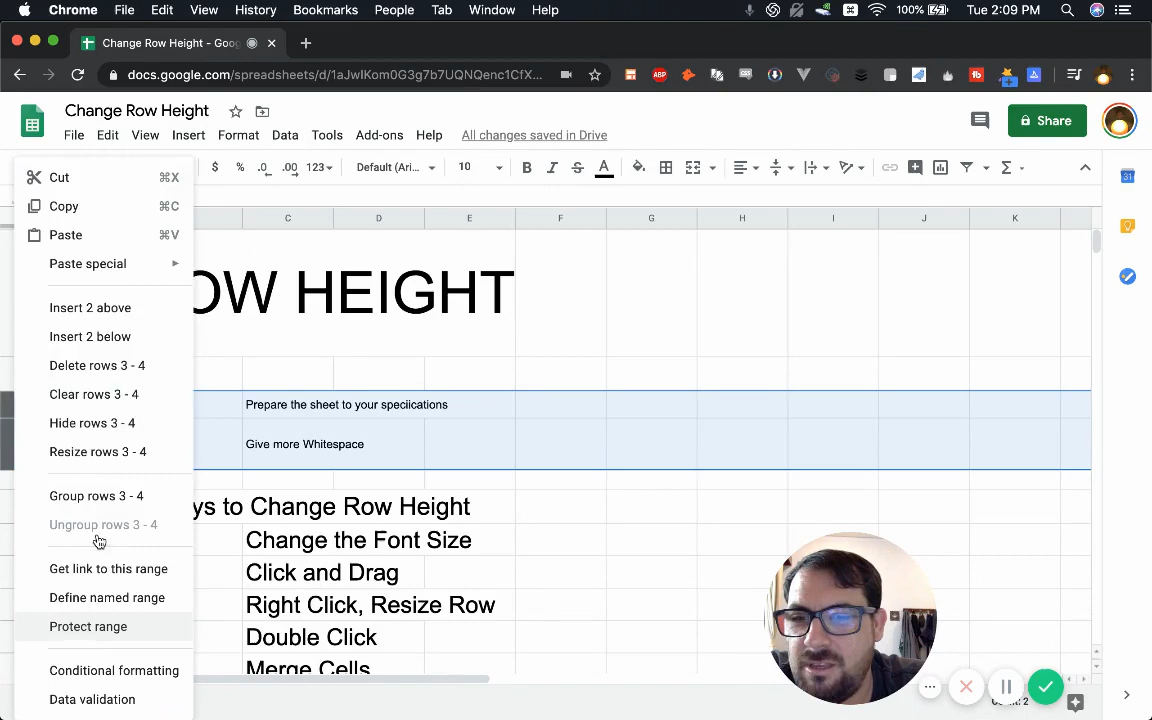 Chrome File Edit View History Bookmarks People Tab Window Help 100% Tue 2:09 PM
Change Row Height - Goog
docs.google.com/spreadsheets/d/1aJwIKom0G3g7b7UQNQenc1CfX...
Change Row Height
File Edit View Insert Format Data Tools Add-ons Help All changes saved in Drive
Share
$ % .0 .00 123 Default (Ari... 10 B I S A
Cut ⌘X
Copy ⌘C
Paste ⌘V
Paste special
Insert 2 above
Insert 2 below
Delete rows 3 - 4
Clear rows 3 - 4
Hide rows 3 - 4
Resize rows 3 - 4
Group rows 3 - 4
Ungroup rows 3 - 4
Get link to this range
Define named range
Protect range
Conditional formatting
Data validation
C D E F G H I J K
OW HEIGHT
Prepare the sheet to your speciications
Give more Whitespace
ys to Change Row Height
Change the Font Size
Click and Drag
Right Click, Resize Row
Double Click
Merge Cells